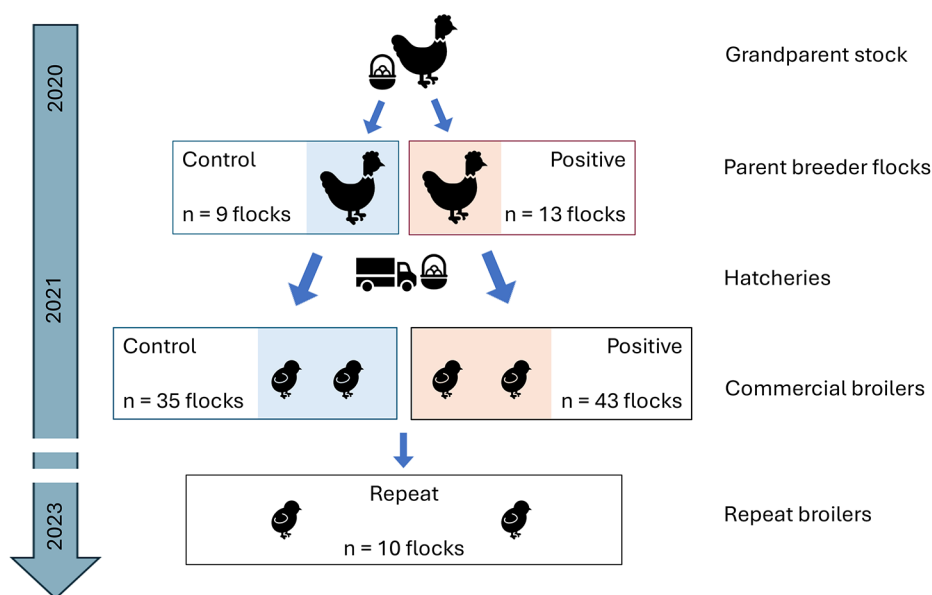 2020
Grandparent stock
Control
n = 9 flocks
Positive
n = 13 flocks
Parent breeder flocks
2021
Hatcheries
Control
n = 35 flocks
Positive
n = 43 flocks
Commercial broilers
2023
Repeat
n = 10 flocks
Repeat broilers